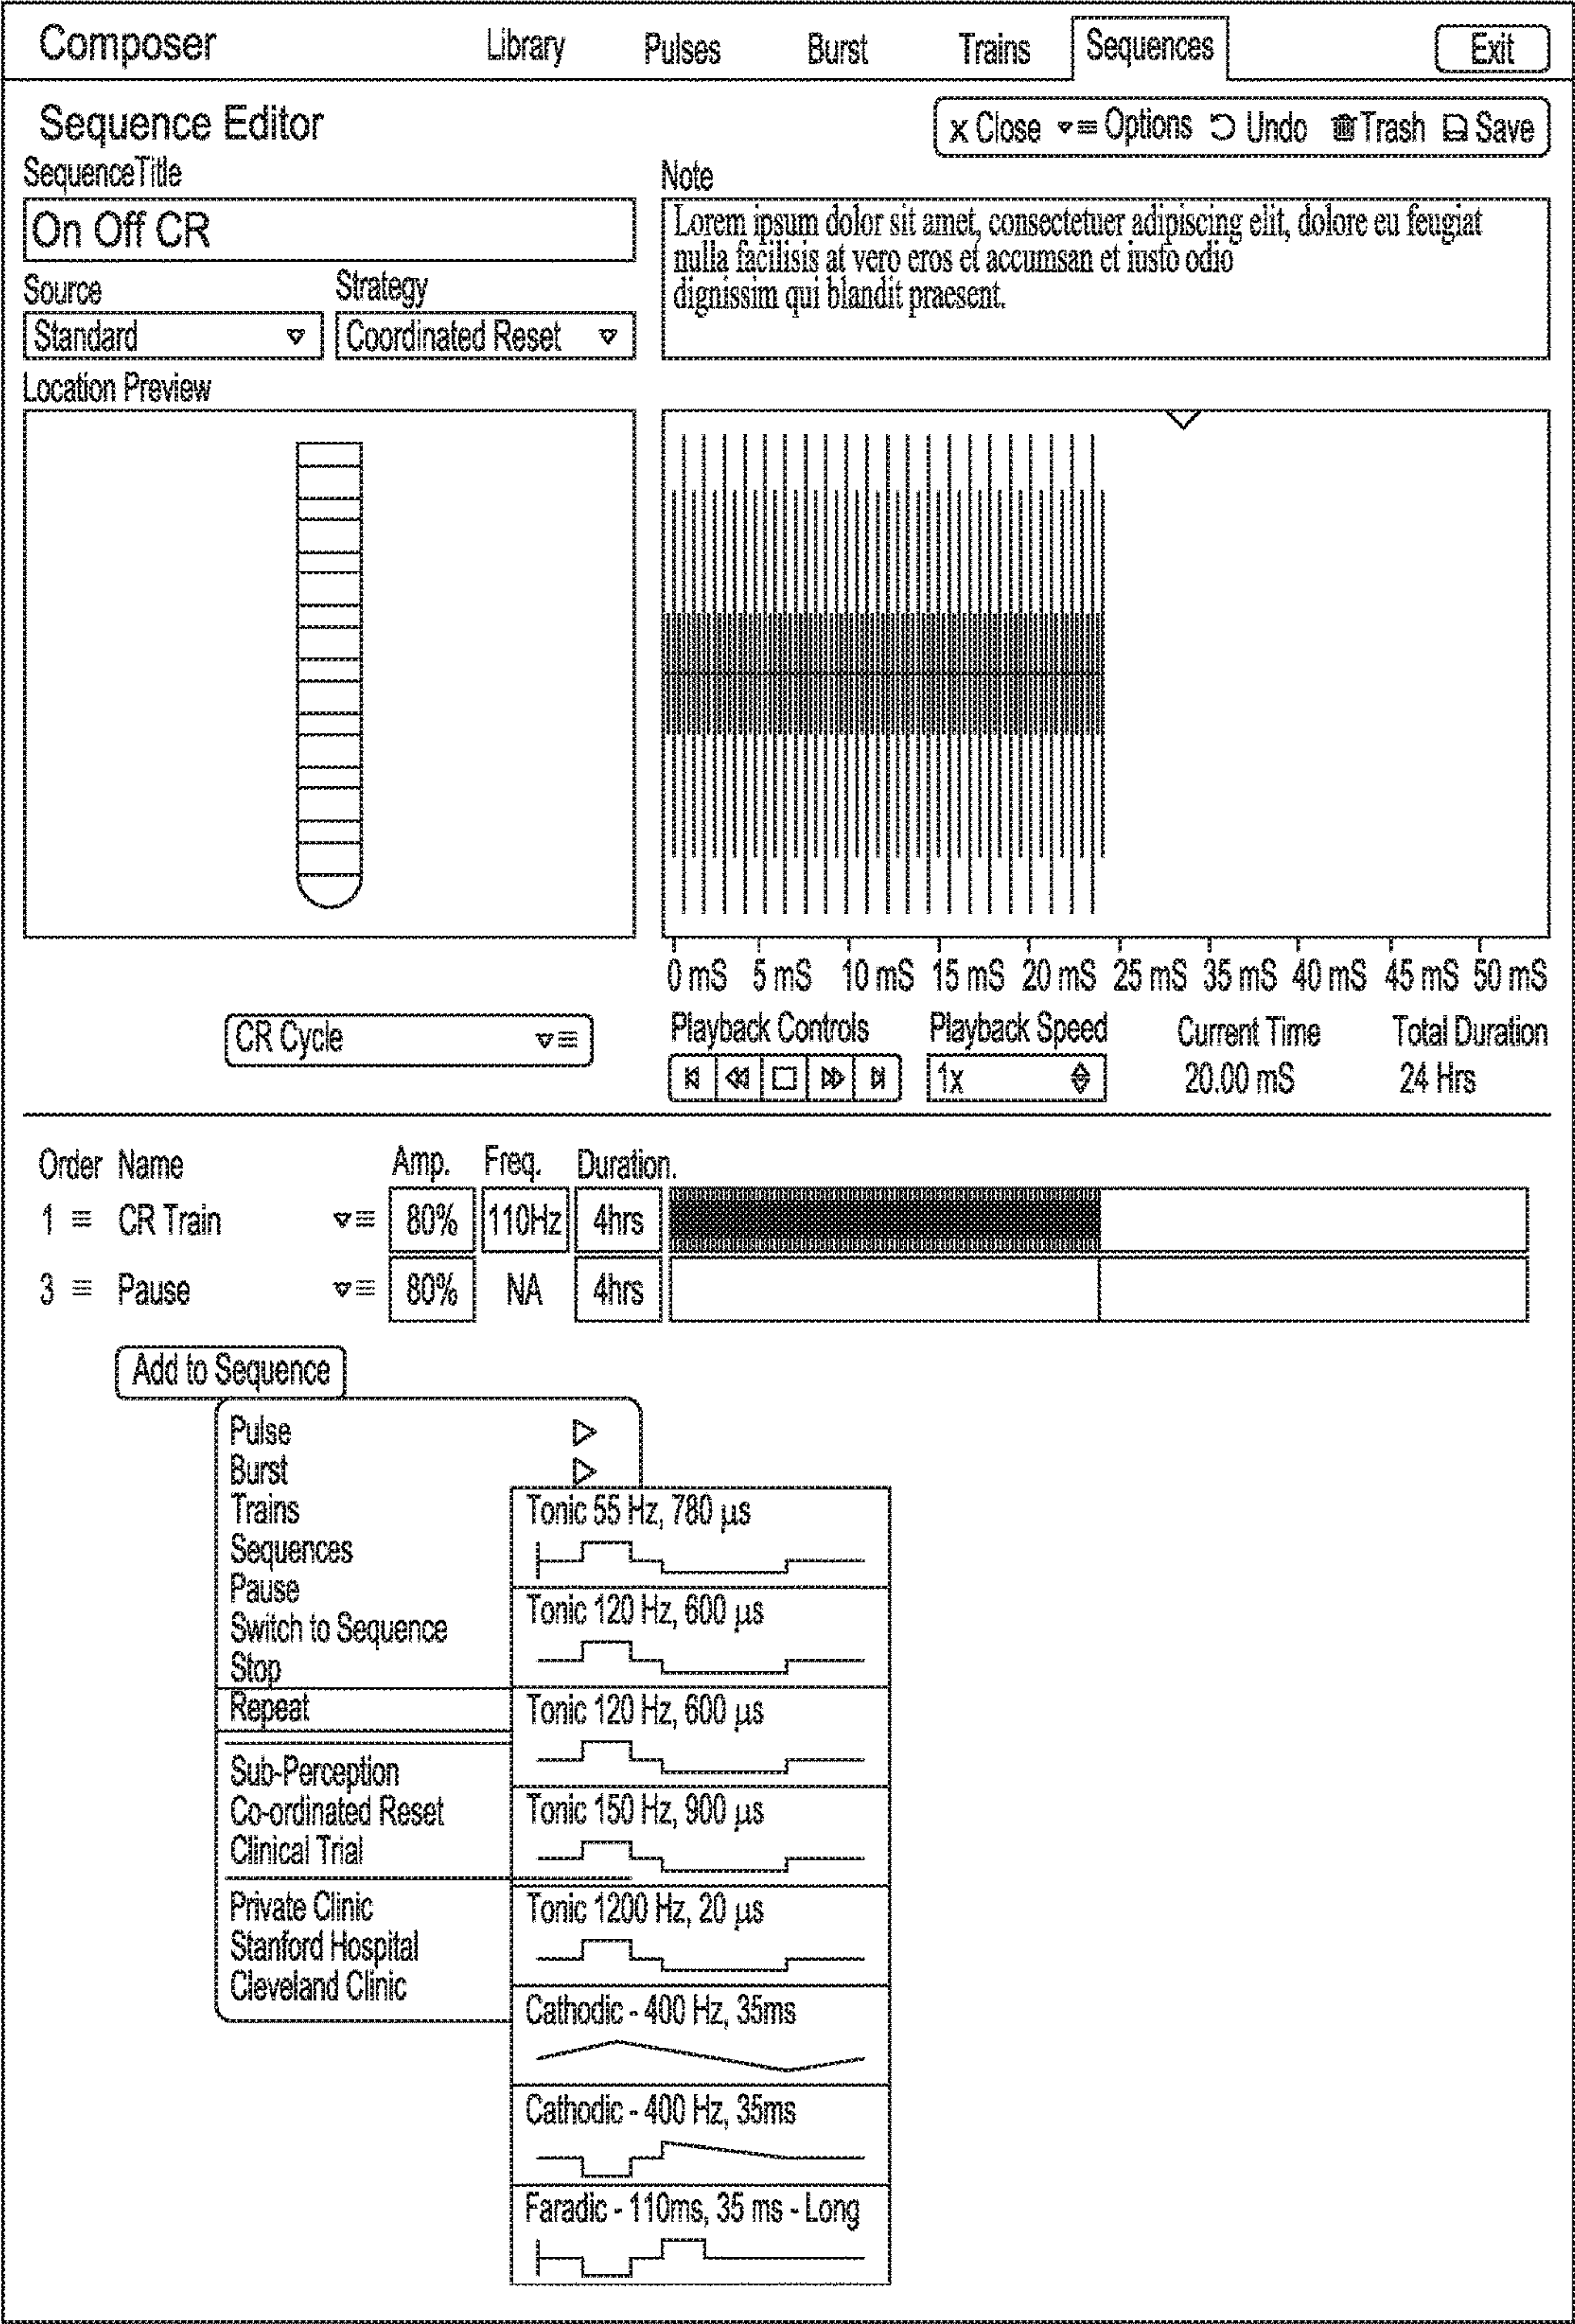 Composer Library Pulses Burst Trains Sequences Exit
Sequence Editor
x Close Options Undo Trash Save
SequenceTitle
On Off CR
Note
Lorem ipsum dolor sit amet, consectetuer adipiscing elit, dolore eu feugiat
nulla facilisis at vero eros et accumsan et iusto odio
dignissim qui blandit praesent.
Source Strategy
Standard Coordinated Reset
Location Preview
0 mS 5 mS 10 mS 15 mS 20 mS 25 mS 35 mS 40 mS 45 mS 50 mS
CR Cycle
Playback Controls Playback Speed Current Time Total Duration
1x 20.00 mS 24 Hrs
Order Name Amp. Freq. Duration.
1 CR Train 80% 110Hz 4hrs
3 Pause 80% NA 4hrs
Add to Sequence
Pulse
Burst
Trains
Sequences
Pause
Switch to Sequence
Stop
Repeat
Sub-Perception
Co-ordinated Reset
Clinical Trial
Private Clinic
Stanford Hospital
Cleveland Clinic
Tonic 55 Hz, 780 µs
Tonic 120 Hz, 600 µs
Tonic 120 Hz, 600 µs
Tonic 150 Hz, 900 µs
Tonic 1200 Hz, 20 µs
Cathodic - 400 Hz, 35ms
Cathodic - 400 Hz, 35ms
Faradic - 110ms, 35 ms - Long